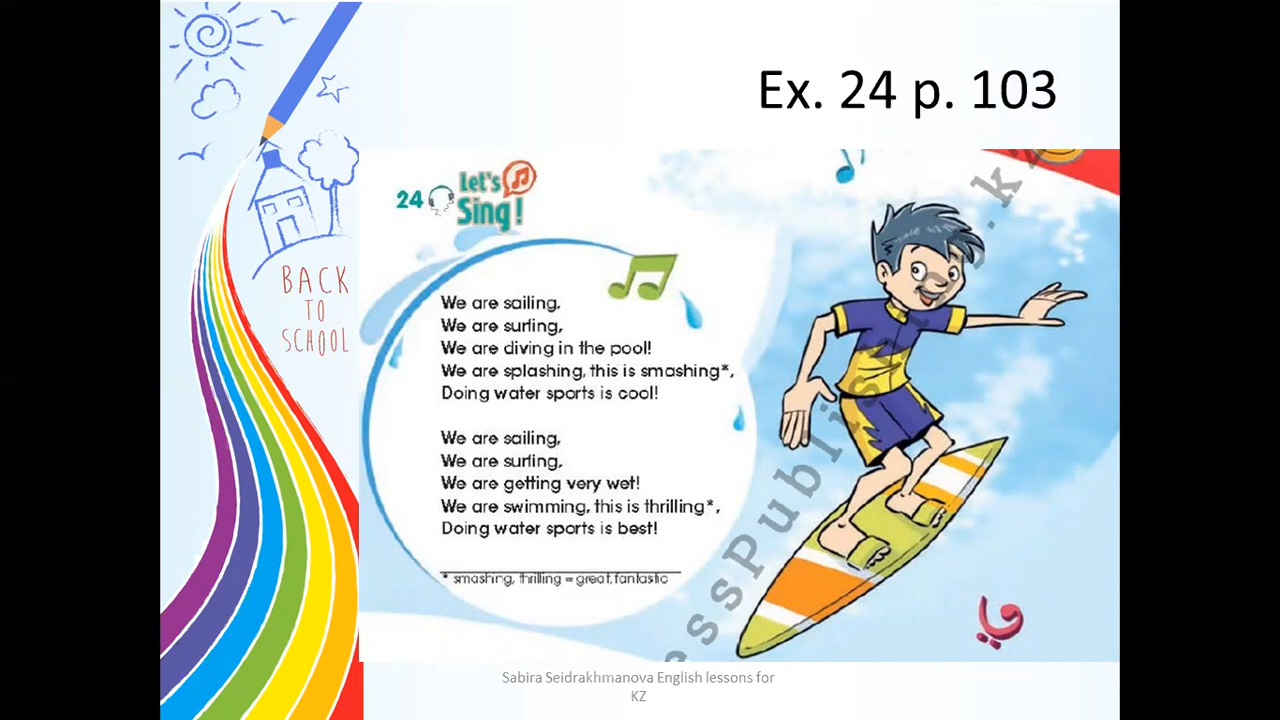 Ex. 24 p. 103
24 Let's
Sing!
BACK
TO
SCHOOL
We are sailing,
We are surfing,
We are diving in the pool!
We are splashing, this is smashing*,
Doing water sports is cool!
We are sailing,
We are surfing,
We are getting very wet!
We are swimming, this is thrilling*,
Doing water sports is best!
* smashing, thrilling = great, fantastic
essPublis
.k
Sabira Seidrakhmanova English lessons for
KZ